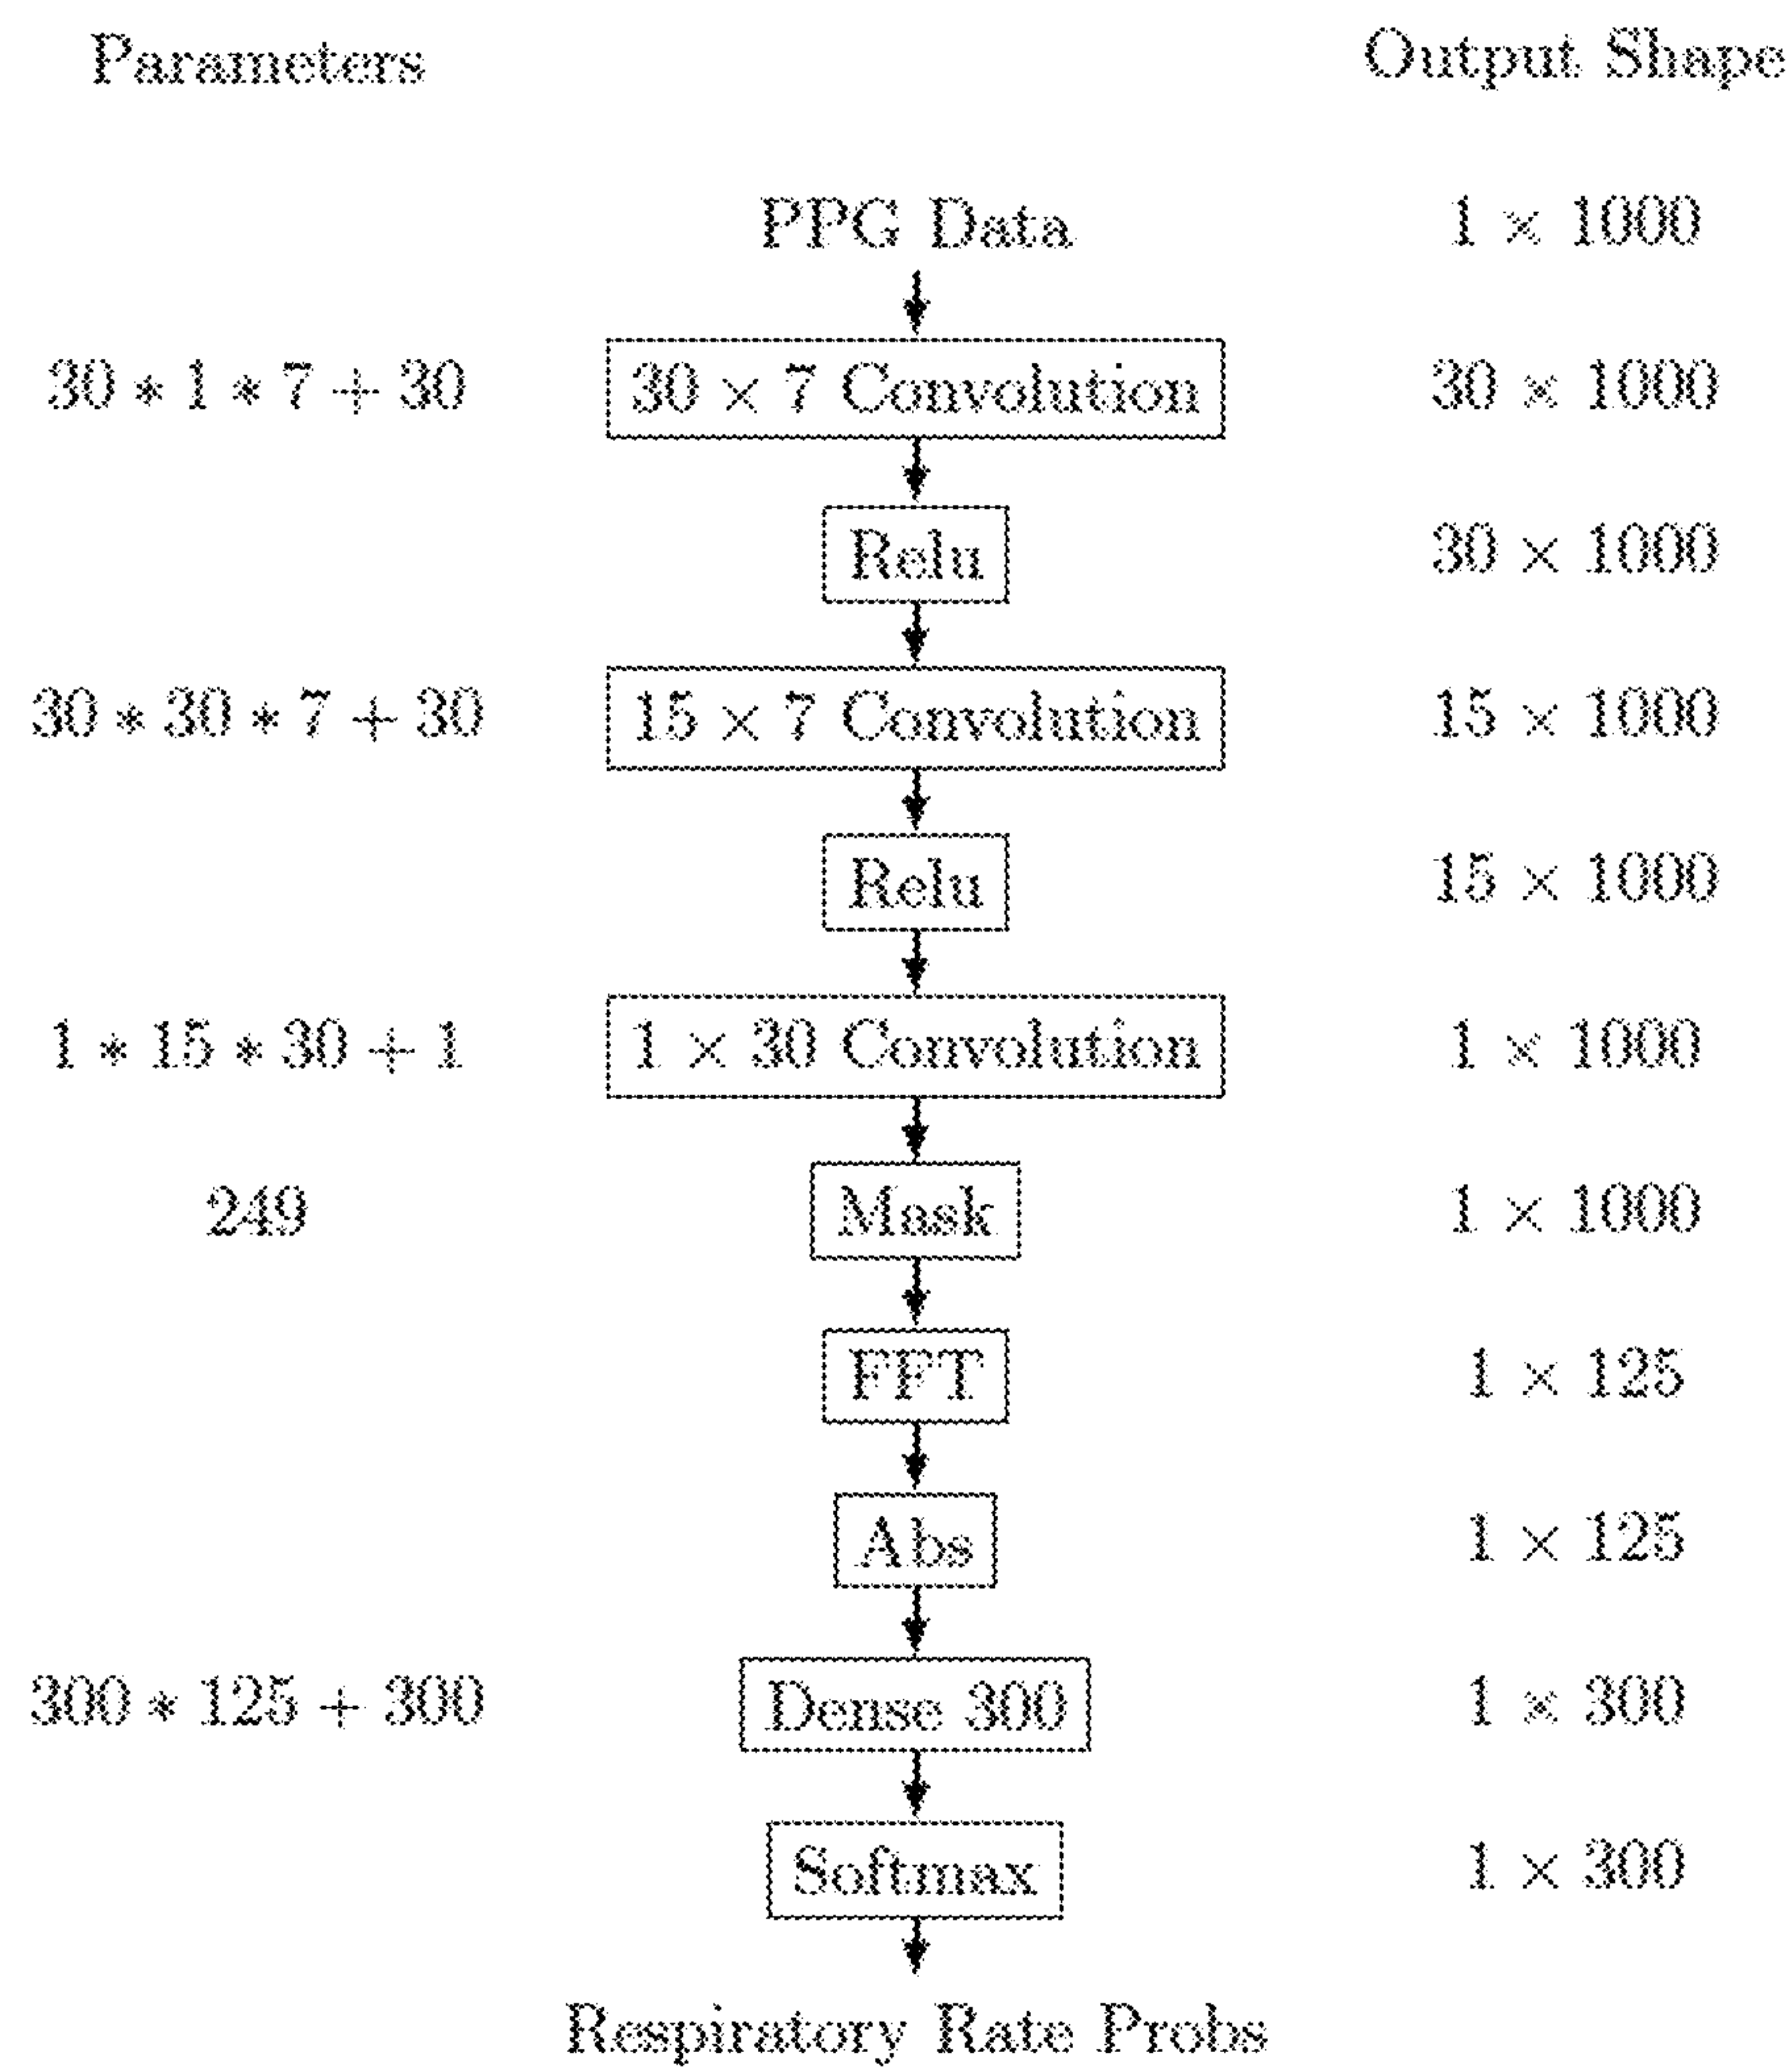 Parameters Output Shape
PPG Data 1 × 1000
30 * 1 * 7 + 30 30 × 7 Convolution 30 × 1000
Relu 30 × 1000
30 * 30 * 7 + 30 15 × 7 Convolution 15 × 1000
Relu 15 × 1000
1 * 15 * 30 + 1 1 × 30 Convolution 1 × 1000
249 Mask 1 × 1000
FFT 1 × 125
Abs 1 × 125
300 * 125 + 300 Dense 300 1 × 300
Softmax 1 × 300
Respiratory Rate Probs